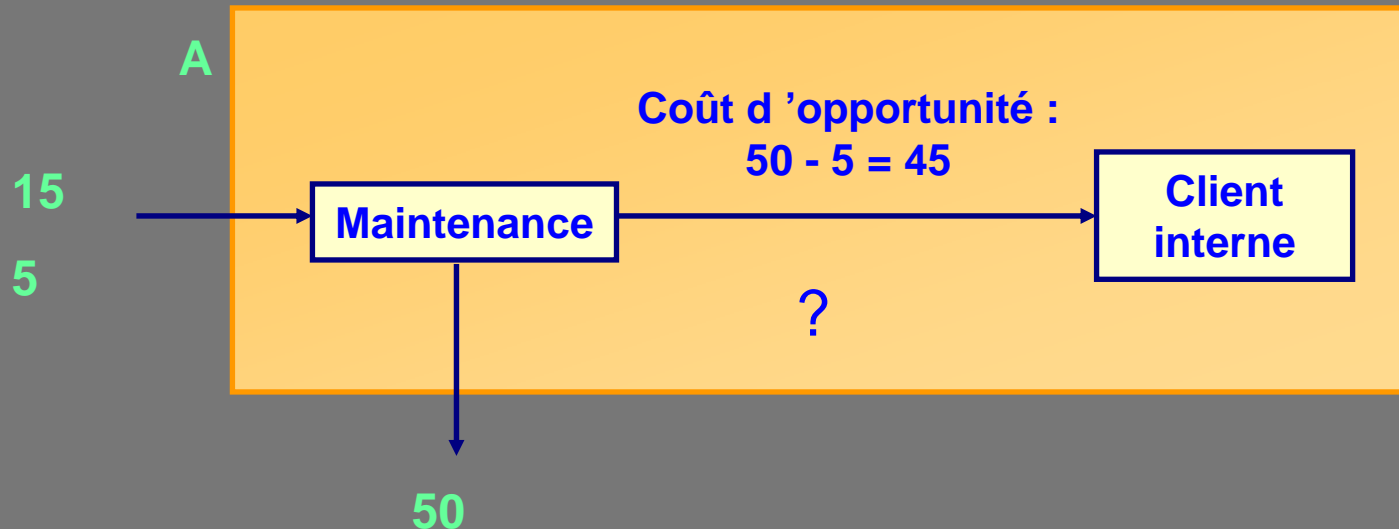 A
Coût d ’opportunité :
50 - 5 = 45
15
5
Maintenance
Client
interne
?
50